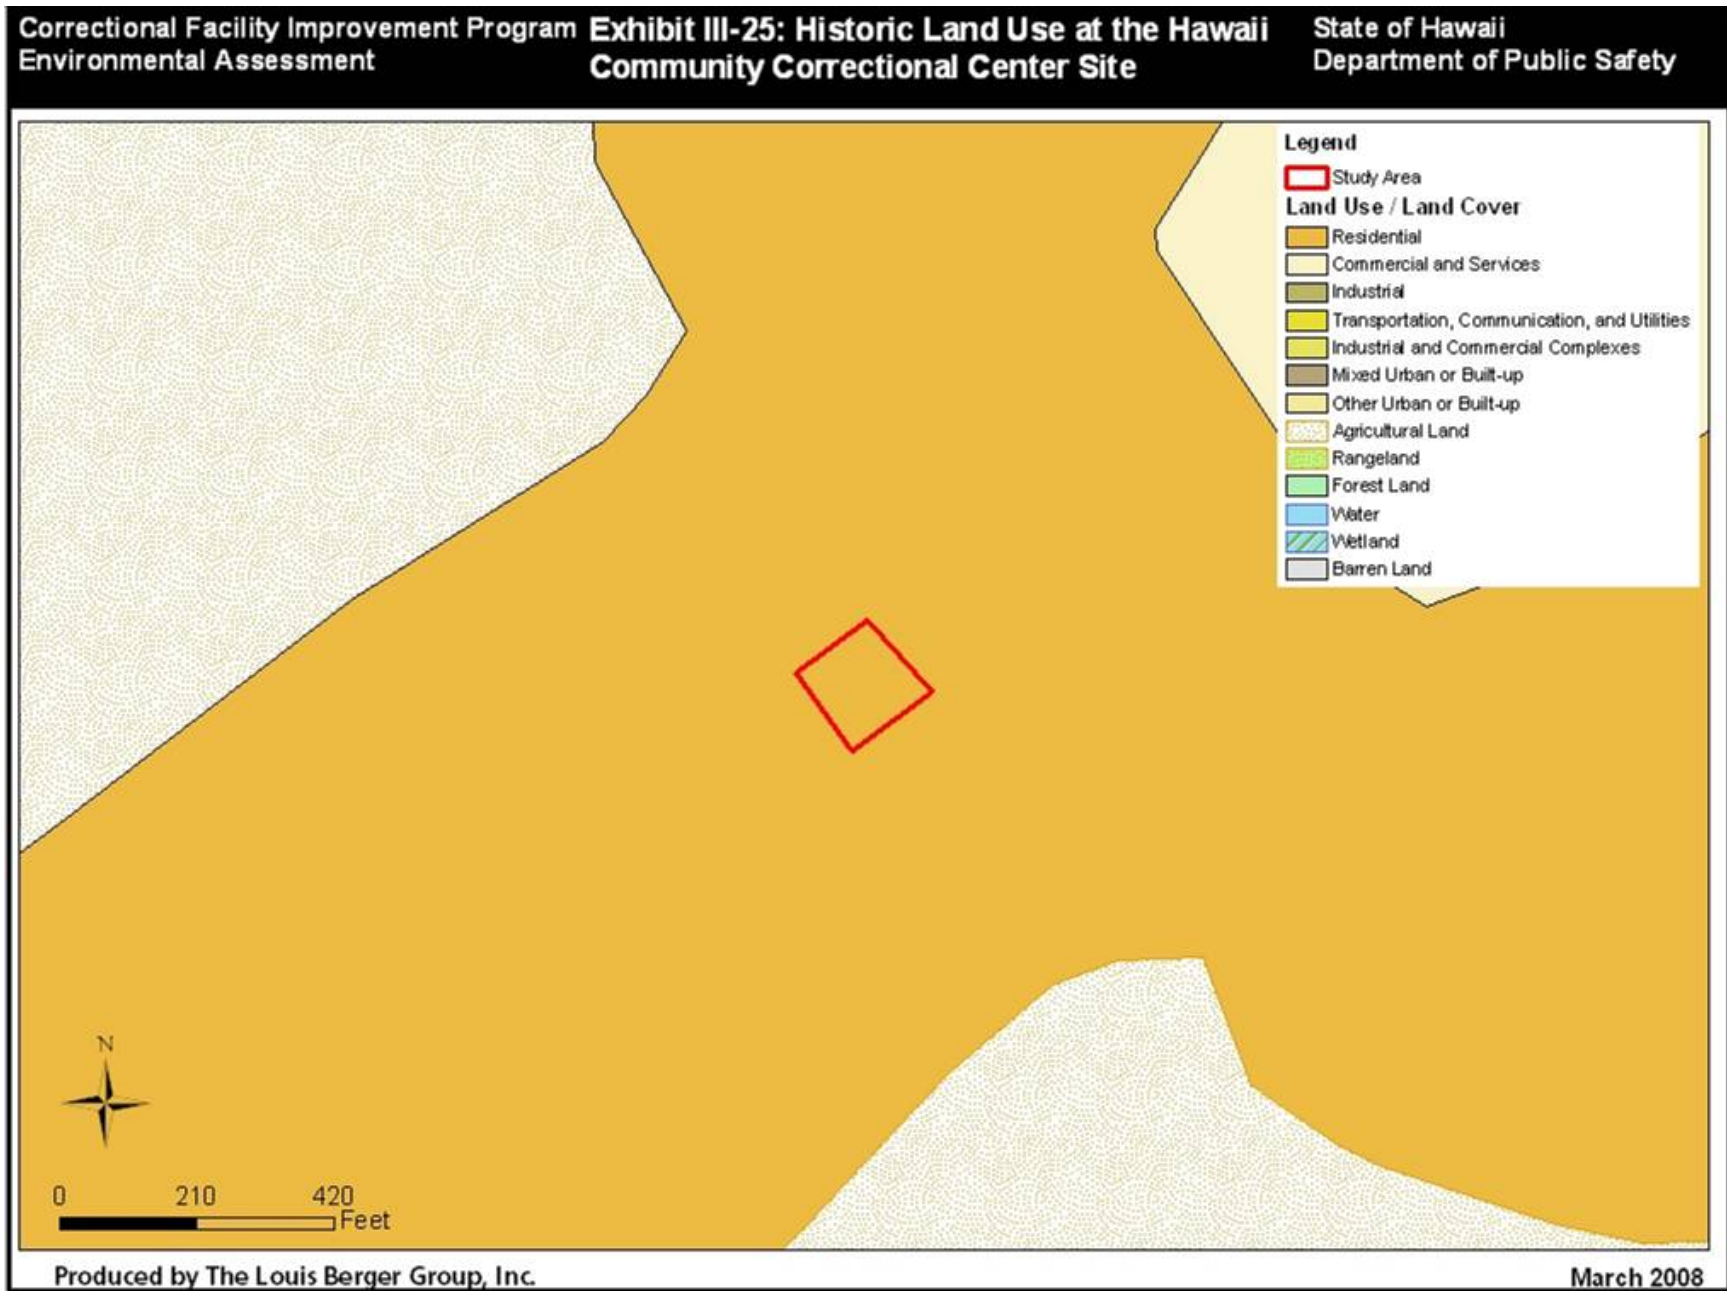 Correctional Facility Improvement Program
Environmental Assessment
Exhibit III-25: Historic Land Use at the Hawaii
Community Correctional Center Site
State of Hawaii
Department of Public Safety
Legend
Study Area
Land Use / Land Cover
Residential
Commercial and Services
Industrial
Transportation, Communication, and Utilities
Industrial and Commercial Complexes
Mixed Urban or Built-up
Other Urban or Built-up
Agricultural Land
Rangeland
Forest Land
Water
Wetland
Barren Land
N
0 210 420
Feet
Produced by The Louis Berger Group, Inc.
March 2008